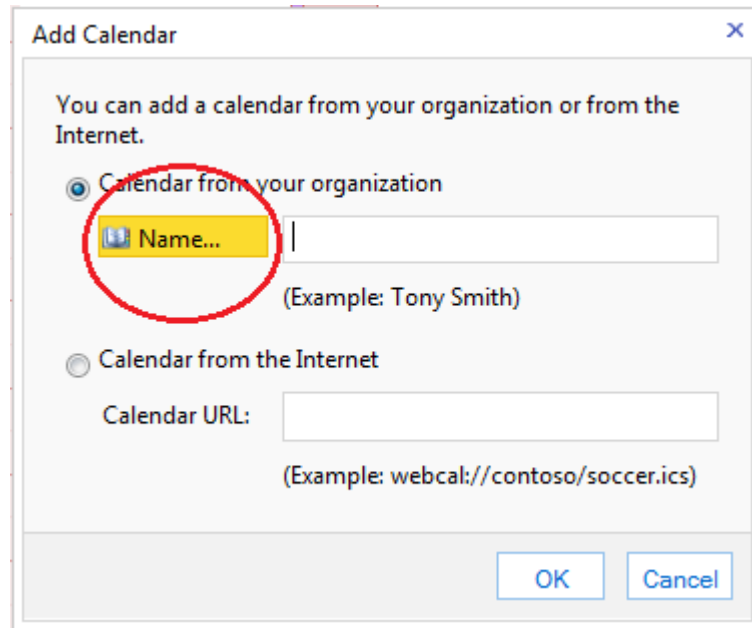 Add Calendar
You can add a calendar from your organization or from the
Internet.
Calendar from your organization
Name...
(Example: Tony Smith)
Calendar from the Internet
Calendar URL:
(Example: webcal://contoso/soccer.ics)
OK Cancel